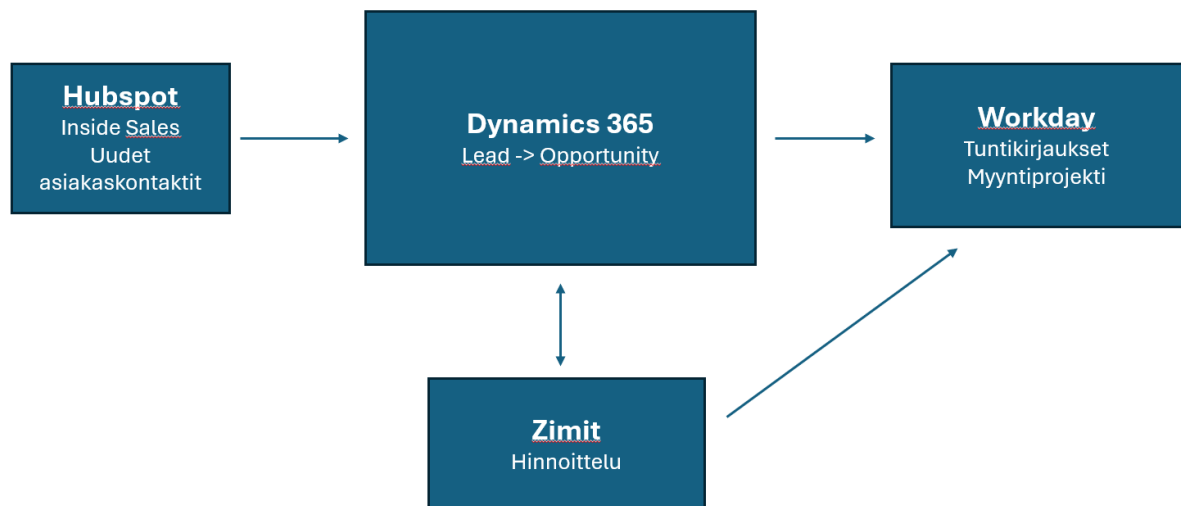 Hubspot
Inside Sales
Uudet
asiakaskontaktit
Dynamics 365
Lead -> Opportunity
Workday
Tuntikirjaukset
Myyntiprojekti
Zimit
Hinnoittelu